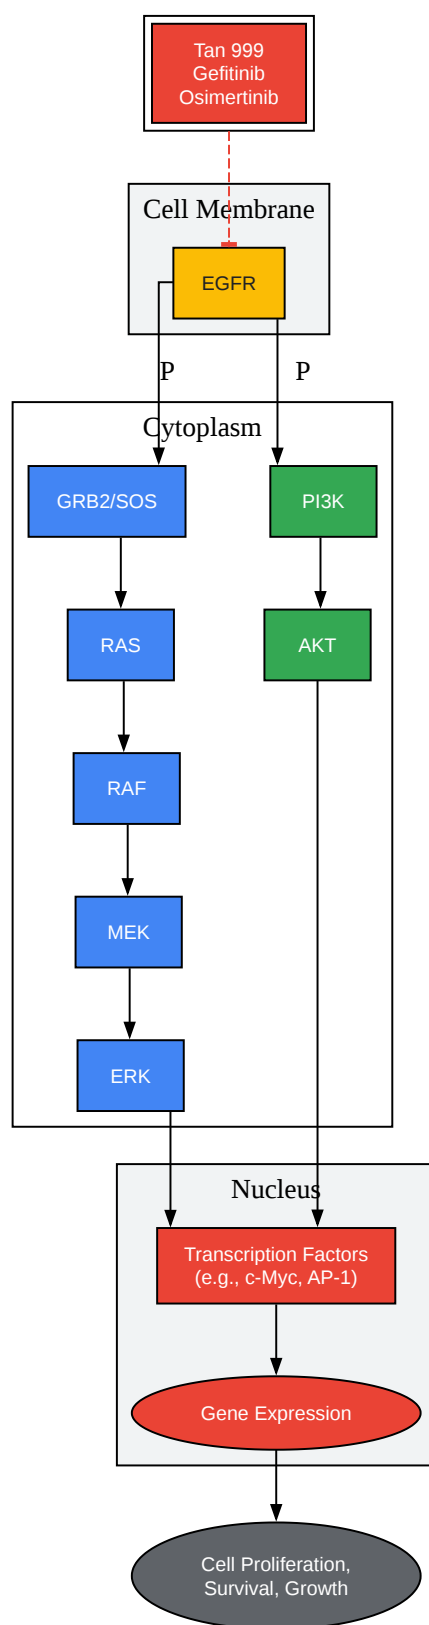 Tan 999
Gefitinib
Osimertinib
Cell Membrane
EGFR
P
P
Cytoplasm
GRB2/SOS
PI3K
RAS
AKT
RAF
MEK
ERK
Nucleus
Transcription Factors
(e.g., c-Myc, AP-1)
Gene Expression
Cell Proliferation,
Survival, Growth